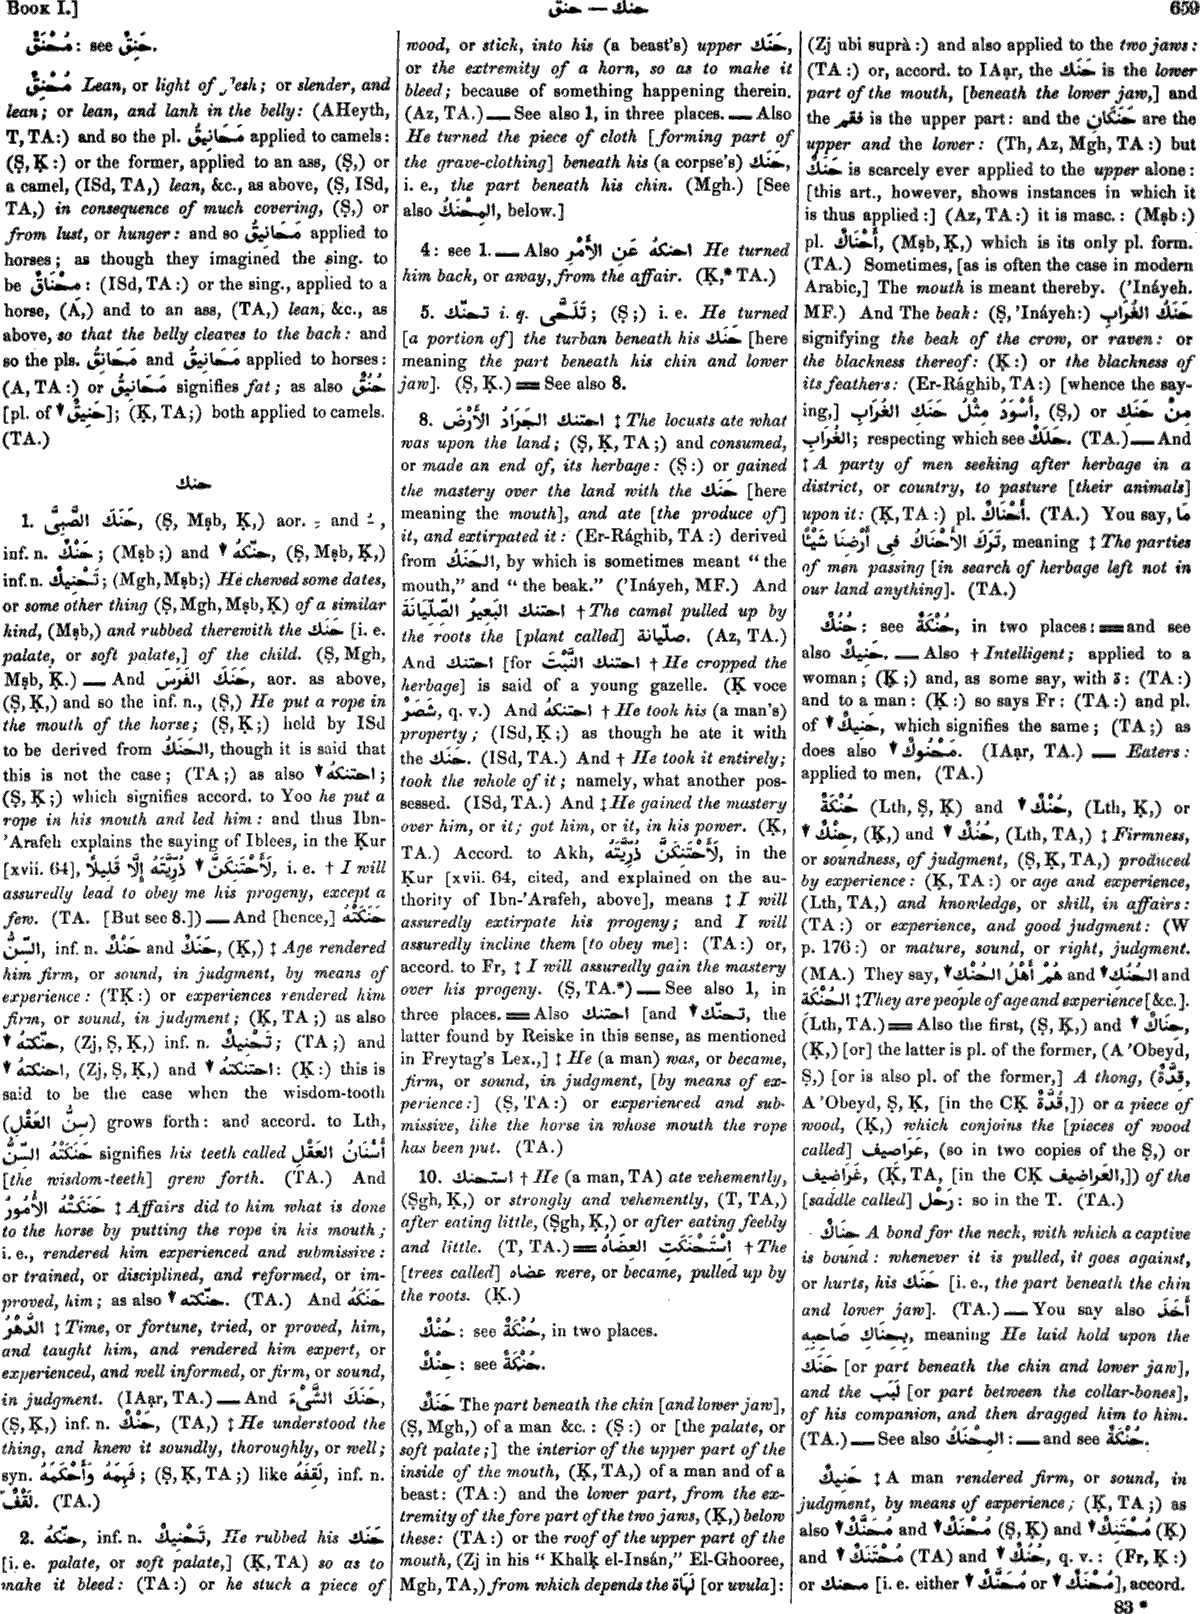 BOOK I.]
حنق — حنك
659
مُحْنَقٌ : see حَنِقٌ.
مُحْنِقٌ Lean, or light of flesh; or slender, and
lean; or lean, and lank in the belly: (AHeyth,
T, TA:) and so the pl. مَحَانِيقُ applied to camels:
(Ṣ, Ḳ:) or the former, applied to an ass, (Ṣ,) or
a camel, (ISd, TA,) lean, &c., as above, (Ṣ, ISd,
TA,) in consequence of much covering, (Ṣ,) or
from lust, or hunger: and so مَحَانِيقُ applied to
horses; as though they imagined the sing. to
be مِحْنَاقٌ: (ISd, TA:) or the sing., applied to a
horse, (A,) and to an ass, (TA,) lean, &c., as
above, so that the belly cleaves to the back: and
so the pls. مَحَانِيقُ and مَحَانِقُ applied to horses:
(A, TA:) or مَحَانِيقُ signifies fat; as also حُنُقٌ
[pl. of ▼ حَنِيقٌ]; (Ḳ, TA;) both applied to camels.
(TA.)
حنك
1. حَنَكَ الصَّبِىَّ, (Ṣ, Mṣb, Ḳ,) aor. ـِ and ـُ,
inf. n. حَنْكٌ; (Mṣb;) and ▼ حنّكهُ, (Ṣ, Mṣb, Ḳ,)
inf. n. تَحْنِيكٌ; (Mgh, Mṣb;) He chewed some dates,
or some other thing (Ṣ, Mgh, Mṣb, Ḳ) of a similar
kind, (Mṣb,) and rubbed therewith the حَنَك [i. e.
palate, or soft palate,] of the child. (Ṣ, Mgh,
Mṣb, Ḳ.) — And حَنَكَ الفَرَسَ, aor. as above,
(Ṣ, Ḳ,) and so the inf. n., (Ṣ,) He put a rope in
the mouth of the horse; (Ṣ, Ḳ;) held by ISd
to be derived from الحَنَكُ, though it is said that
this is not the case; (TA;) as also ▼ احتنكهُ;
(Ṣ, Ḳ;) which signifies accord. to Yoo he put a
rope in his mouth and led him: and thus Ibn-
'Arafeh explains the saying of Iblees, in the Ḳur
[xvii. 64], لَأَحْتَنِكَنَّ ▼ ذُرِّيَّتَهُ إِلَّا قَلِيلًا, i. e. † I will
assuredly lead to obey me his progeny, except a
few. (TA. [But see 8.]) — And [hence,] حَنَكَتْهُ
السِّنُّ, inf. n. حَنْكٌ and حَنَكٌ, (Ḳ,) ‡ Age rendered
him firm, or sound, in judgment, by means of
experience: (TḲ:) or experiences rendered him
firm, or sound, in judgment; (Ḳ, TA;) as also
▼ حنّكتهُ, (Zj, Ṣ, Ḳ,) inf. n. تَحْنِيكٌ; (TA;) and
▼ احنكتهُ, (Zj, Ṣ, Ḳ,) and ▼ احتنكتهُ: (Ḳ:) this is
said to be the case when the wisdom-tooth
(سِنُّ العَقْلِ) grows forth: and accord. to Lth,
حَنَكَتْهُ السِّنُّ signifies his teeth called أَسْنَانُ العَقْلِ
[the wisdom-teeth] grew forth. (TA.) And
حَنَكَتْهُ الأُمُورُ ‡ Affairs did to him what is done
to the horse by putting the rope in his mouth;
i. e., rendered him experienced and submissive:
or trained, or disciplined, and reformed, or im-
proved, him; as also ▼ حنّكته. (TA.) And حَنَكَهُ
الدَّهْرُ ‡ Time, or fortune, tried, or proved, him,
and taught him, and rendered him expert, or
experienced, and well informed, or firm, or sound,
in judgment. (IAạr, TA.) — And حَنَكَ الشَّىْءَ,
(Ṣ, Ḳ,) inf. n. حَنْكٌ, (TA,) ‡ He understood the
thing, and knew it soundly, thoroughly, or well;
syn. فَهِمَهُ وَأَحْكَمَهُ; (Ṣ, Ḳ, TA;) like لَقِفَهُ, inf. n.
لَقْفٌ. (TA.)
2. حنّكهُ, inf. n. تَحْنِيكٌ, He rubbed his حَنَك
[i. e. palate, or soft palate,] (Ḳ, TA) so as to
make it bleed: (TA:) or he stuck a piece of
wood, or stick, into his (a beast's) upper حَنَك,
or the extremity of a horn, so as to make it
bleed; because of something happening therein.
(Az, TA.) — See also 1, in three places. — Also
He turned the piece of cloth [forming part of
the grave-clothing] beneath his (a corpse's) حَنَك,
i. e., the part beneath his chin. (Mgh.) [See
also المِحْنَكُ, below.]
4: see 1. — Also احنكهُ عَنِ الأَمْرِ He turned
him back, or away, from the affair. (Ḳ,* TA.)
5. تحنّك i. q. تَلَحَّى; (Ṣ;) i. e. He turned
[a portion of] the turban beneath his حَنَك [here
meaning the part beneath his chin and lower
jaw]. (Ṣ, Ḳ.) = See also 8.
8. احتنك الجَرَادُ الأَرْضَ ‡ The locusts ate what
was upon the land; (Ṣ, Ḳ, TA;) and consumed,
or made an end of, its herbage: (Ṣ:) or gained
the mastery over the land with the حَنَك [here
meaning the mouth], and ate [the produce of]
it, and extirpated it: (Er-Rághib, TA:) derived
from الحَنَكُ, by which is sometimes meant "the
mouth," and "the beak." ('Ináyeh, MF.) And
احتنك البَعِيرُ الصِّلِّيَانَةَ † The camel pulled up by
the roots the [plant called] صلّيانة. (Az, TA.)
And احتنك [for احتنك النَّبْتَ † He cropped the
herbage] is said of a young gazelle. (Ḳ voce
شَصَرٌ, q. v.) And احتنكهُ † He took his (a man's)
property; (ISd, Ḳ;) as though he ate it with
the حَنَك. (ISd, TA.) And † He took it entirely;
took the whole of it; namely, what another pos-
sessed. (ISd, TA.) And ‡ He gained the mastery
over him, or it; got him, or it, in his power. (Ḳ,
TA.) Accord. to Akh, لَأَحْتَنِكَنَّ ذُرِّيَّتَهُ, in the
Ḳur [xvii. 64, cited, and explained on the au-
thority of Ibn-'Arafeh, above], means ‡ I will
assuredly extirpate his progeny; and I will
assuredly incline them [to obey me]: (TA:) or,
accord. to Fr, ‡ I will assuredly gain the mastery
over his progeny. (Ṣ, TA.*) — See also 1, in
three places. = Also احتنك [and ▼ تحنّك, the
latter found by Reiske in this sense, as mentioned
in Freytag's Lex.,] ‡ He (a man) was, or became,
firm, or sound, in judgment, [by means of ex-
perience:] (Ṣ, TA:) or experienced and sub-
missive, like the horse in whose mouth the rope
has been put. (TA.)
10. استحنك † He (a man, TA) ate vehemently,
(Ṣgh, Ḳ,) or strongly and vehemently, (T, TA,)
after eating little, (Ṣgh, Ḳ,) or after eating feebly
and little. (T, TA.) = اِسْتَحْنَكَتِ العِضَاهُ † The
[trees called] عضاه were, or became, pulled up by
the roots. (Ḳ.)
حُنْكٌ: see حُنْكَةٌ, in two places.
حِنْكٌ: see حُنْكَةٌ.
حَنَكٌ The part beneath the chin [and lower jaw],
(Ṣ, Mgh,) of a man &c.: (Ṣ:) or [the palate, or
soft palate;] the interior of the upper part of the
inside of the mouth, (Ḳ, TA,) of a man and of a
beast: (TA:) and the lower part, from the ex-
tremity of the fore part of the two jaws, (Ḳ,) below
these: (TA:) or the roof of the upper part of the
mouth, (Zj in his "Khalḳ el-Insán," El-Ghooree,
Mgh, TA,) from which depends the لَهَاة [or uvula]:
(Zj ubi suprà:) and also applied to the two jaws:
(TA:) or, accord. to IAạr, the حَنَك is the lower
part of the mouth, [beneath the lower jaw,] and
the فقم is the upper part: and the حَنَكَانِ are the
upper and the lower: (Th, Az, Mgh, TA:) but
حَنَكٌ is scarcely ever applied to the upper alone:
[this art., however, shows instances in which it
is thus applied:] (Az, TA:) it is masc.: (Mṣb:)
pl. أَحْنَاكٌ, (Mṣb, Ḳ,) which is its only pl. form.
(TA.) Sometimes, [as is often the case in modern
Arabic,] The mouth is meant thereby. ('Ináyeh.
MF.) And The beak: (Ṣ, 'Ináyeh:) حَنَكُ الغُرَابِ
signifying the beak of the crow, or raven: or
the blackness thereof: (Ḳ:) or the blackness of
its feathers: (Er-Rághib, TA:) [whence the say-
ing,] أَسْوَدُ مِثْلُ حَنَكِ الغُرَابِ, (Ṣ,) or مِنْ حَنَكِ
الغُرَابِ; respecting which see حَلَكٌ. (TA.) — And
‡ A party of men seeking after herbage in a
district, or country, to pasture [their animals]
upon it: (Ḳ, TA:) pl. أَحْنَاكٌ. (TA.) You say, مَا
تَرَكَ الأَحْنَاكُ فِى أَرْضِنَا شَيْئًا, meaning ‡ The parties
of men passing [in search of herbage left not in
our land anything]. (TA.)
حُنُكٌ: see حُنْكَةٌ, in two places: = and see
also حَنِيكٌ. — Also † Intelligent; applied to a
woman; (Ḳ;) and, as some say, with ة: (TA:)
and to a man: (Ḳ:) so says Fr: (TA:) and pl.
of ▼ حَنِيكٌ, which signifies the same; (TA;) as
does also ▼ مَحْنُوكٌ. (IAạr, TA.) — Eaters:
applied to men. (TA.)
حُنْكَةٌ (Lth, Ṣ, Ḳ) and ▼ حُنْكٌ, (Lth, Ḳ,) or
▼ حِنْكٌ, (Ḳ,) and ▼ حُنُكٌ, (Lth, TA,) ‡ Firmness,
or soundness, of judgment, (Ṣ, Ḳ, TA,) produced
by experience: (Ḳ, TA:) or age and experience,
(Lth, TA,) and knowledge, or skill, in affairs:
(TA:) or experience, and good judgment: (W
p. 176:) or mature, sound, or right, judgment.
(MA.) They say, هُمْ أَهْلُ الحُنْكِ ▼ and الحُنُكِ ▼ and
الحُنْكَةِ ‡ They are people of age and experience [&c.].
(Lth, TA.) = Also the first, (Ṣ, Ḳ,) and ▼ حِنَاكٌ,
(Ḳ,) [or] the latter is pl. of the former, (A 'Obeyd,
Ṣ,) [or is also pl. of the former,] A thong, (قِدَّةٌ,
A 'Obeyd, Ṣ, Ḳ, [in the CḲ قُدَّةٌ,]) or a piece of
wood, (Ḳ,) which conjoins the [pieces of wood
called] عَرَاصِيف, (so in two copies of the Ṣ,) or
غَرَاضِيف, (Ḳ, TA, [in the CḲ العَراضِيف,]) of the
[saddle called] رَحْل: so in the T. (TA.)
حِنَاكٌ A bond for the neck, with which a captive
is bound: whenever it is pulled, it goes against,
or hurts, his حَنَك [i. e., the part beneath the chin
and lower jaw]. (TA.) — You say also أَخَذَ
بِحِنَاكِ صَاحِبِهِ, meaning He laid hold upon the
حَنَك [or part beneath the chin and lower jaw],
and the لَبَب [or part between the collar-bones],
of his companion, and then dragged him to him.
(TA.) — See also المِحْنَكُ: — and see حُنْكَةٌ.
حَنِيكٌ ‡ A man rendered firm, or sound, in
judgment, by means of experience; (Ḳ, TA;) as
also ▼ مُحَنَّكٌ and ▼ مُحْنَكٌ (Ṣ, Ḳ) and ▼ مُحْتَنِكٌ (Ḳ)
and ▼ مُحْتَنَكٌ (TA) and ▼ حُنُكٌ, q. v.: (Fr, Ḳ:)
or محنك [i. e. either ▼ مُحَنَّكٌ or ▼ مُحْنَكٌ], accord.
83 *